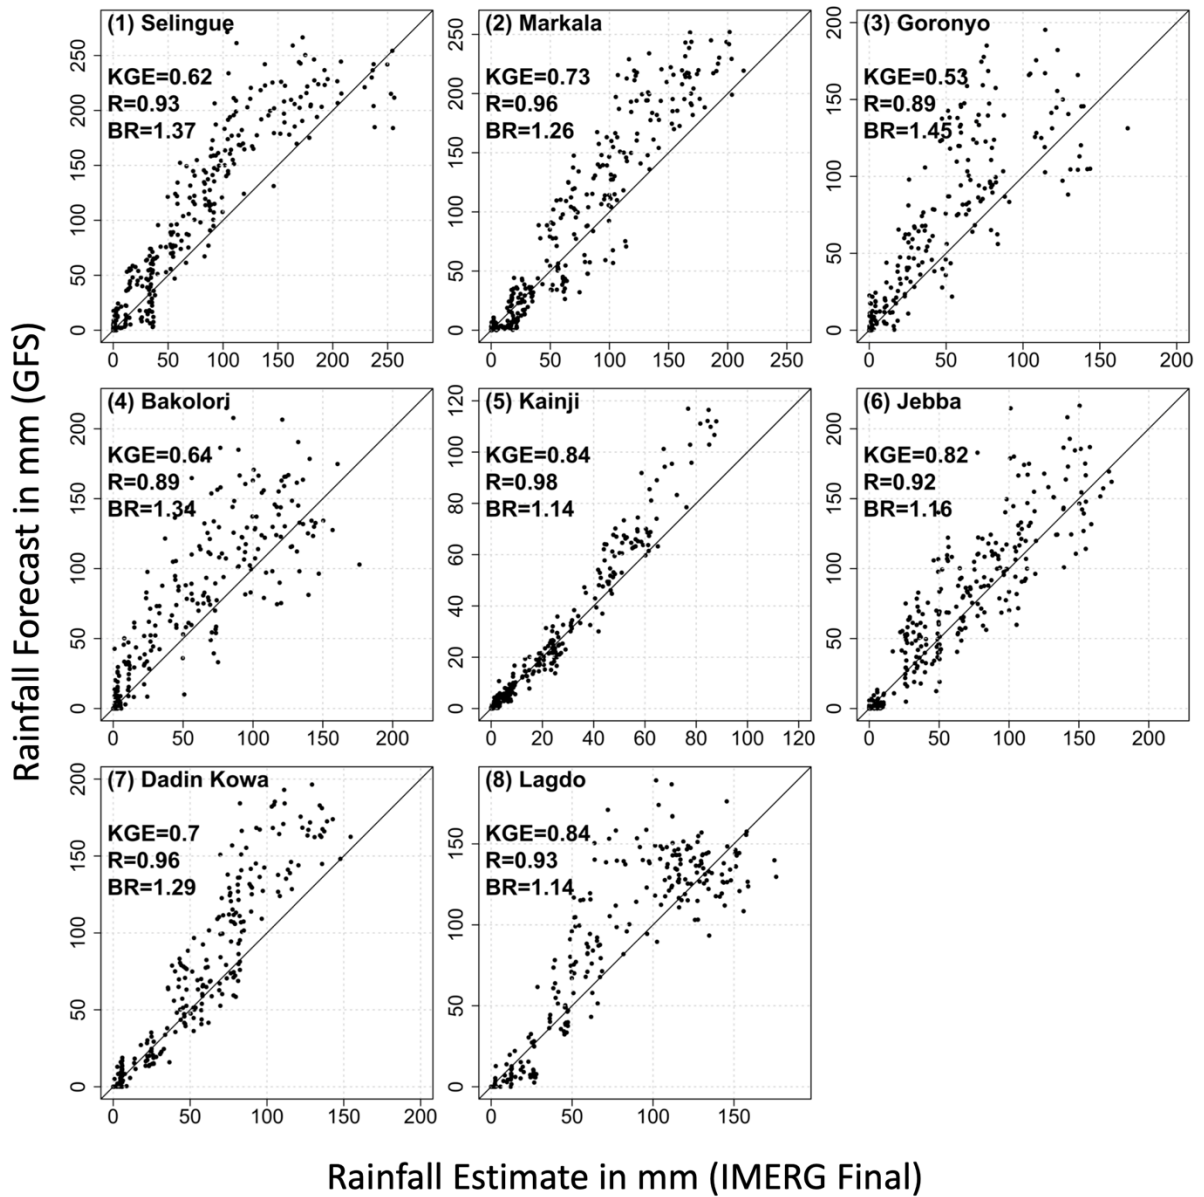 Rainfall Forecast in mm (GFS)
(1) Selingue
KGE=0.62
R=0.93
BR=1.37
0 50 100 150 200 250
0 50 100 150 200 250
(2) Markala
KGE=0.73
R=0.96
BR=1.26
0 50 100 150 200 250
0 50 100 150 200 250
(3) Goronyo
KGE=0.53
R=0.89
BR=1.45
0 50 100 150 200
0 50 100 150 200
(4) Bakolori
KGE=0.64
R=0.89
BR=1.34
0 50 100 150 200
0 50 100 150 200
(5) Kainji
KGE=0.84
R=0.98
BR=1.14
0 20 40 60 80 100 120
0 20 40 60 80 100 120
(6) Jebba
KGE=0.82
R=0.92
BR=1.16
0 50 100 150 200
0 50 100 150 200
(7) Dadin Kowa
KGE=0.7
R=0.96
BR=1.29
0 50 100 150 200
0 50 100 150 200
(8) Lagdo
KGE=0.84
R=0.93
BR=1.14
0 50 100 150
0 50 100 150
Rainfall Estimate in mm (IMERG Final)